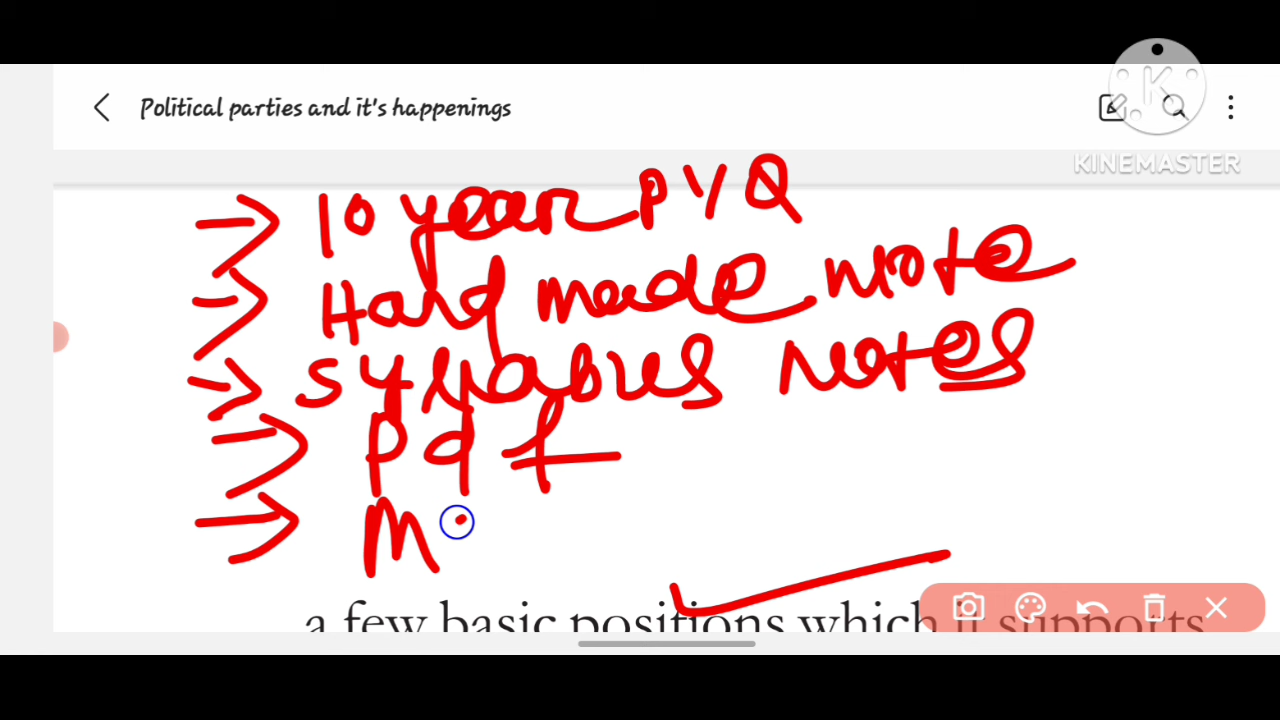 Political parties and it's happenings
KINEMASTER
→ 10 year PYQ
→ Hand made note
→ Syllabus notes
→ Pdf
→ M
a few basic positions which it supports